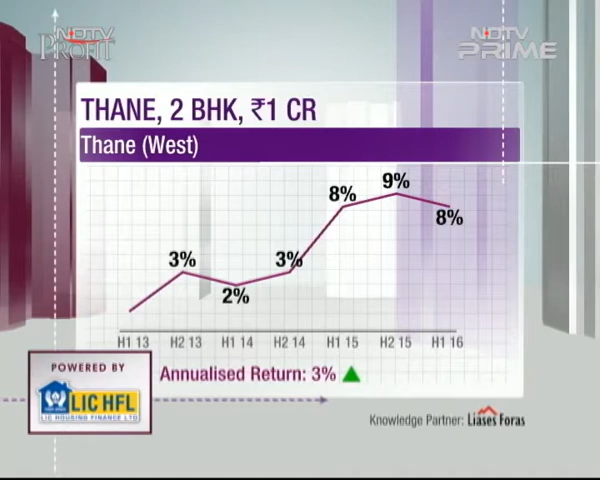 NDTV
PROFIT
NDTV
PRIME
THANE, 2 BHK, ₹1 CR
Thane (West)
3%
2%
3%
8%
9%
8%
H1 13 H2 13 H1 14 H2 14 H1 15 H2 15 H1 16
Annualised Return: 3%
POWERED BY
LIC HFL
LIC HOUSING FINANCE LTD
Knowledge Partner: Liases Foras